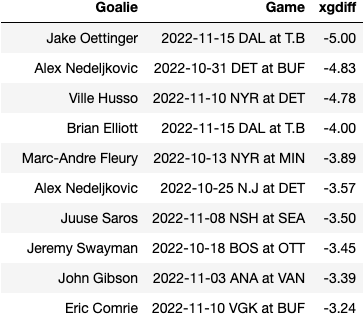 Goalie Game xgdiff
Jake Oettinger 2022-11-15 DAL at T.B -5.00
Alex Nedeljkovic 2022-10-31 DET at BUF -4.83
Ville Husso 2022-11-10 NYR at DET -4.78
Brian Elliott 2022-11-15 DAL at T.B -4.00
Marc-Andre Fleury 2022-10-13 NYR at MIN -3.89
Alex Nedeljkovic 2022-10-25 N.J at DET -3.57
Juuse Saros 2022-11-08 NSH at SEA -3.50
Jeremy Swayman 2022-10-18 BOS at OTT -3.45
John Gibson 2022-11-03 ANA at VAN -3.39
Eric Comrie 2022-11-10 VGK at BUF -3.24